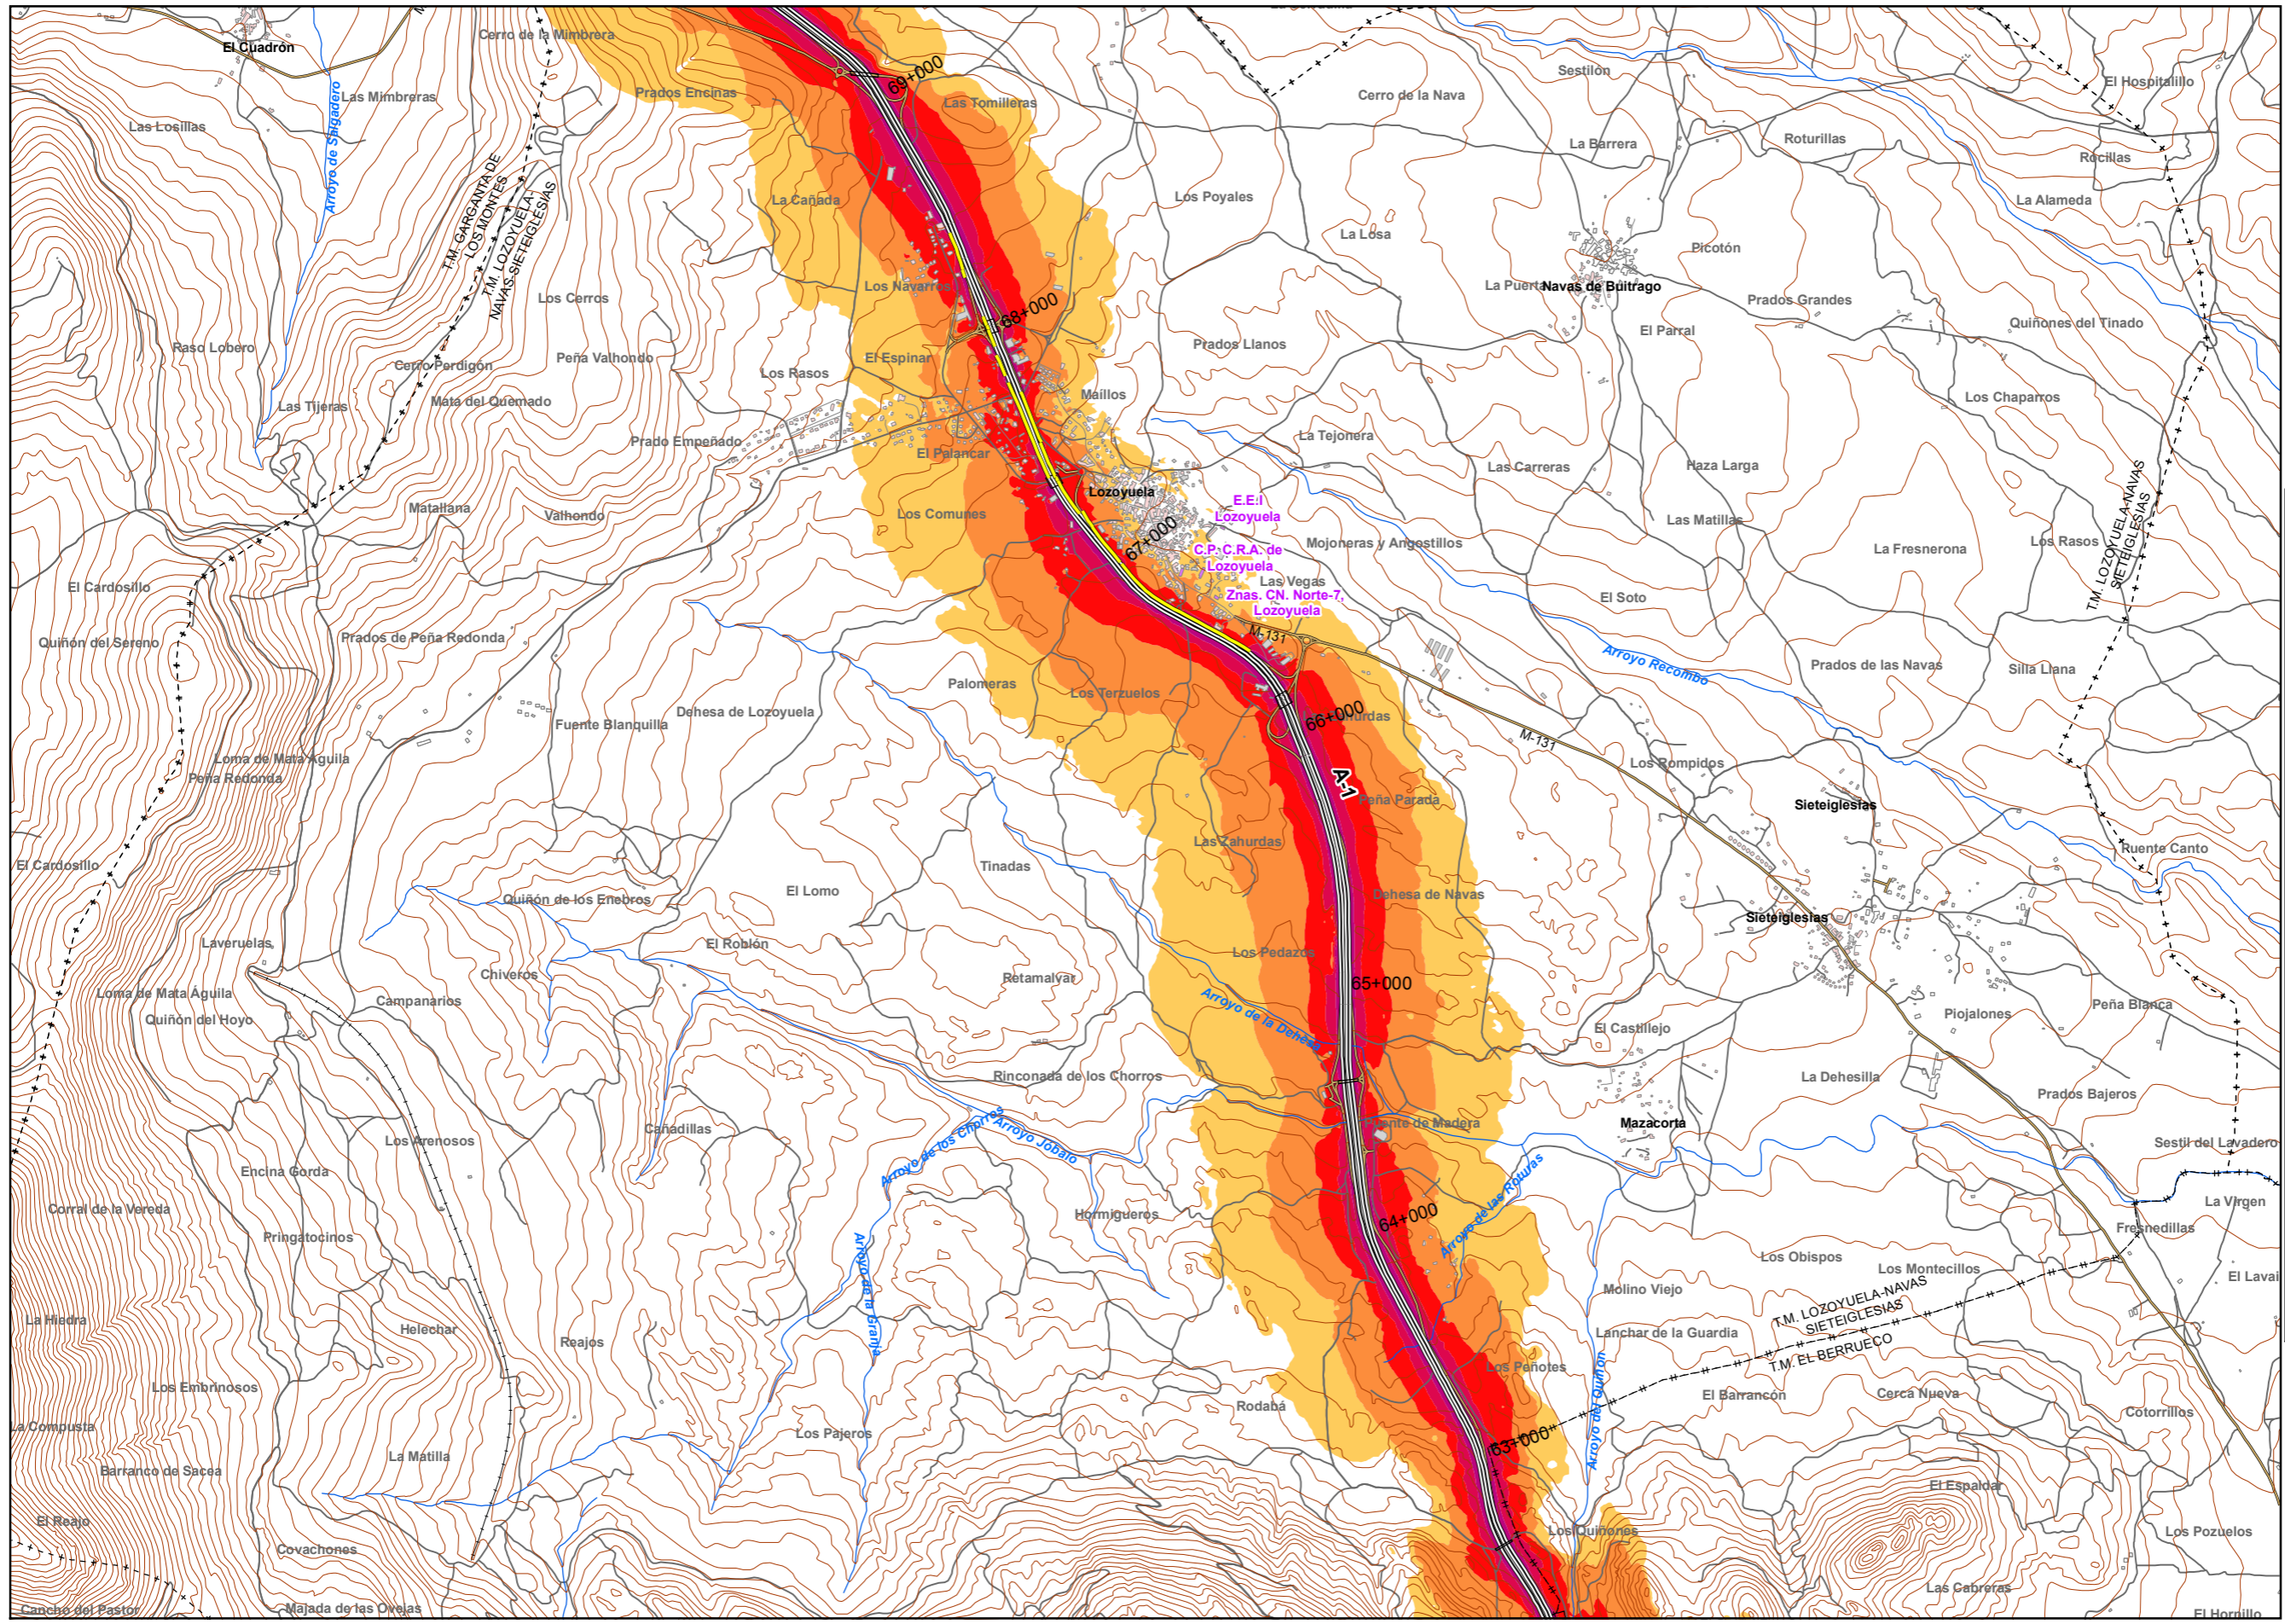 El Cuadrón
Cerro de la Mimbrera
Las Mimbreras
Las Losillas
Arroyo de Salgadero
Prados Encinas
69+000
Las Tomilleras
Cerro de la Nava
Sestilón
El Hospitalillo
La Barrera
Roturillas
Rocillas
T.M. GARGANTA DE
LOS MONTES
T.M. LOZOYUELA-
NAVAS-SIETEIGLESIAS
La Cañada
Los Poyales
La Alameda
La Losa
Picotón
Los Cerros
Los Navarros
68+000
La Puerta
Navas de Buitrago
Prados Grandes
Quiñones del Tinado
El Parral
Raso Lobero
Cerro Perdigón
Peña Valhondo
Los Rasos
El Espinar
Prados Llanos
Las Tijeras
Mata del Quemado
Maillos
Los Chaparros
Prado Empeñado
El Palancar
La Tejonera
Las Carreras
Haza Larga
Matallana
Valhondo
Los Comunes
Lozoyuela
E.E.I
Lozoyuela
67+000
C.P. C.R.A. de
Lozoyuela
Mojoneras y Angostillos
Las Matillas
La Fresnerona
Los Rasos
T.M. LOZOYUELA-NAVAS
SIETEIGLESIAS
El Cardosillo
Las Vegas
Znas. CN. Norte-7,
Lozoyuela
El Soto
Quiñón del Sereno
Prados de Peña Redonda
M-131
Arroyo Recombo
Prados de las Navas
Silla Llana
Palomeras
Los Terzuelos
Fuente Blanquilla
Dehesa de Lozoyuela
66+000
M-131
Loma de Mata Águila
Peña Redonda
Los Rompidos
A-1
Peña Parada
Sieteiglesias
El Cardosillo
Las Zahurdas
Ruente Canto
Tinadas
El Lomo
Quiñón de los Enebros
Dehesa de Navas
Sieteiglesias
Laveruelas
El Roblón
Los Pedazos
Chiveros
Retamalvar
65+000
Loma de Mata Águila
Campanarios
Quiñón del Hoyo
Arroyo de la Dehesa
El Castillejo
Piojalones
Peña Blanca
Rinconada de los Chorros
La Dehesilla
Prados Bajeros
Cañadillas
Arroyo de los Chorros
Arroyo Jóbalo
Puente de Madera
Mazacorta
Los Arenosos
Sestil del Lavadero
Encina Gorda
Arroyo de las Roturas
Corral de la Vereda
Hormigueros
64+000
La Virgen
Fresnedillas
Pringatocinos
Arroyo de la Granja
Los Obispos
Los Montecillos
El Lavai
Molino Viejo
T.M. LOZOYUELA-NAVAS
SIETEIGLESIAS
T.M. EL BERRUECO
La Hiedra
Helechar
Reajos
Lanchar de la Guardia
Los Peñotes
Los Embrinosos
El Barrancón
Cerca Nueva
Arroyo del Quiñón
Rodabá
Cotorrillos
La Compusta
Los Pajeros
63+000
La Matilla
Barranco de Sacea
El Espaldar
El Reajo
Los Quiñones
Los Pozuelos
Covachones
Las Cabreras
Cancho del Pastor
Majada de las Ovejas
El Hornillo